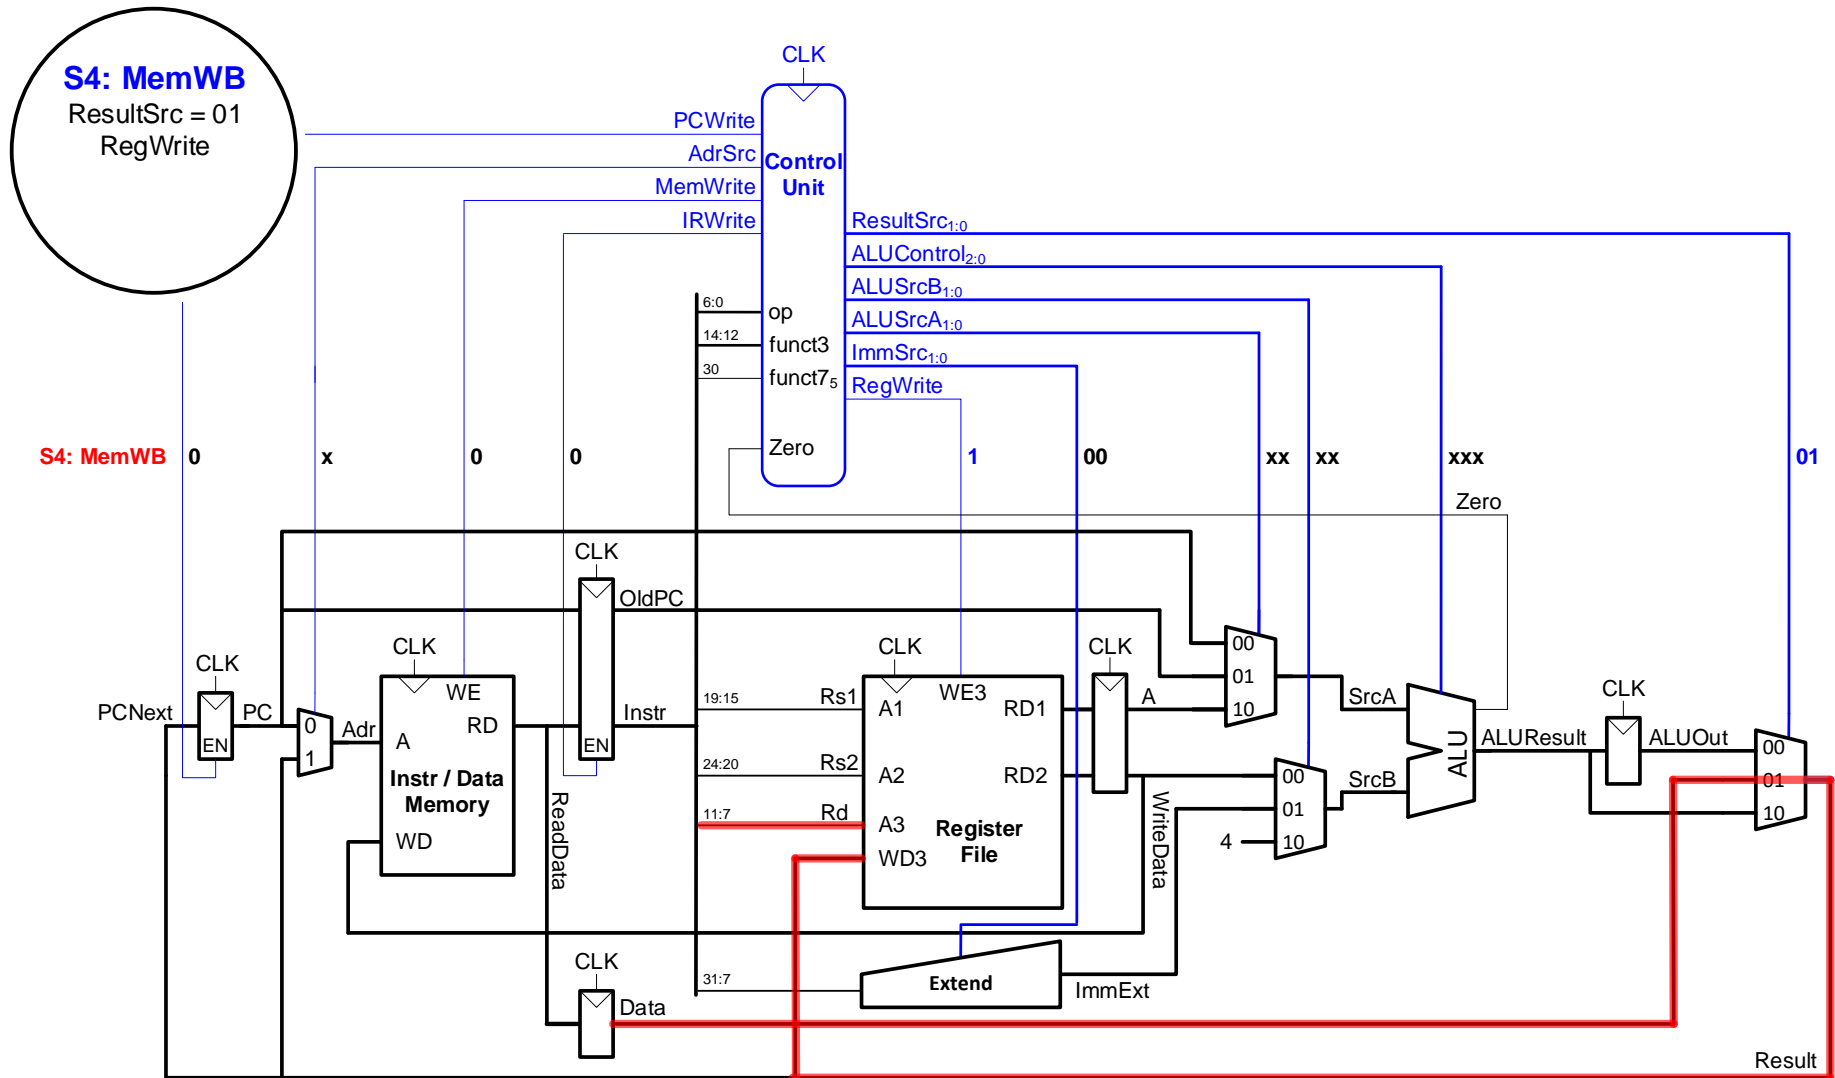 S4: MemWB
ResultSrc = 01
RegWrite
CLK
PCWrite
AdrSrc
MemWrite
IRWrite
Control
Unit
ResultSrc1:0
ALUControl2:0
ALUSrcB1:0
ALUSrcA1:0
ImmSrc1:0
RegWrite
6:0
op
14:12
funct3
30
funct75
Zero
S4: MemWB
0
x
0
0
1
00
xx
xx
xxx
01
Zero
CLK
OldPC
CLK
CLK
CLK
CLK
CLK
PCNext
PC
EN
0
1
Adr
WE
A
RD
Instr / Data
Memory
WD
EN
Instr
ReadData
19:15
Rs1
24:20
Rs2
11:7
Rd
A1
WE3
RD1
A2
RD2
A3
WD3
Register
File
A
WriteData
00
01
10
SrcA
00
01
10
4
SrcB
ALU
ALUResult
ALUOut
00
01
10
CLK
Data
31:7
Extend
ImmExt
Result